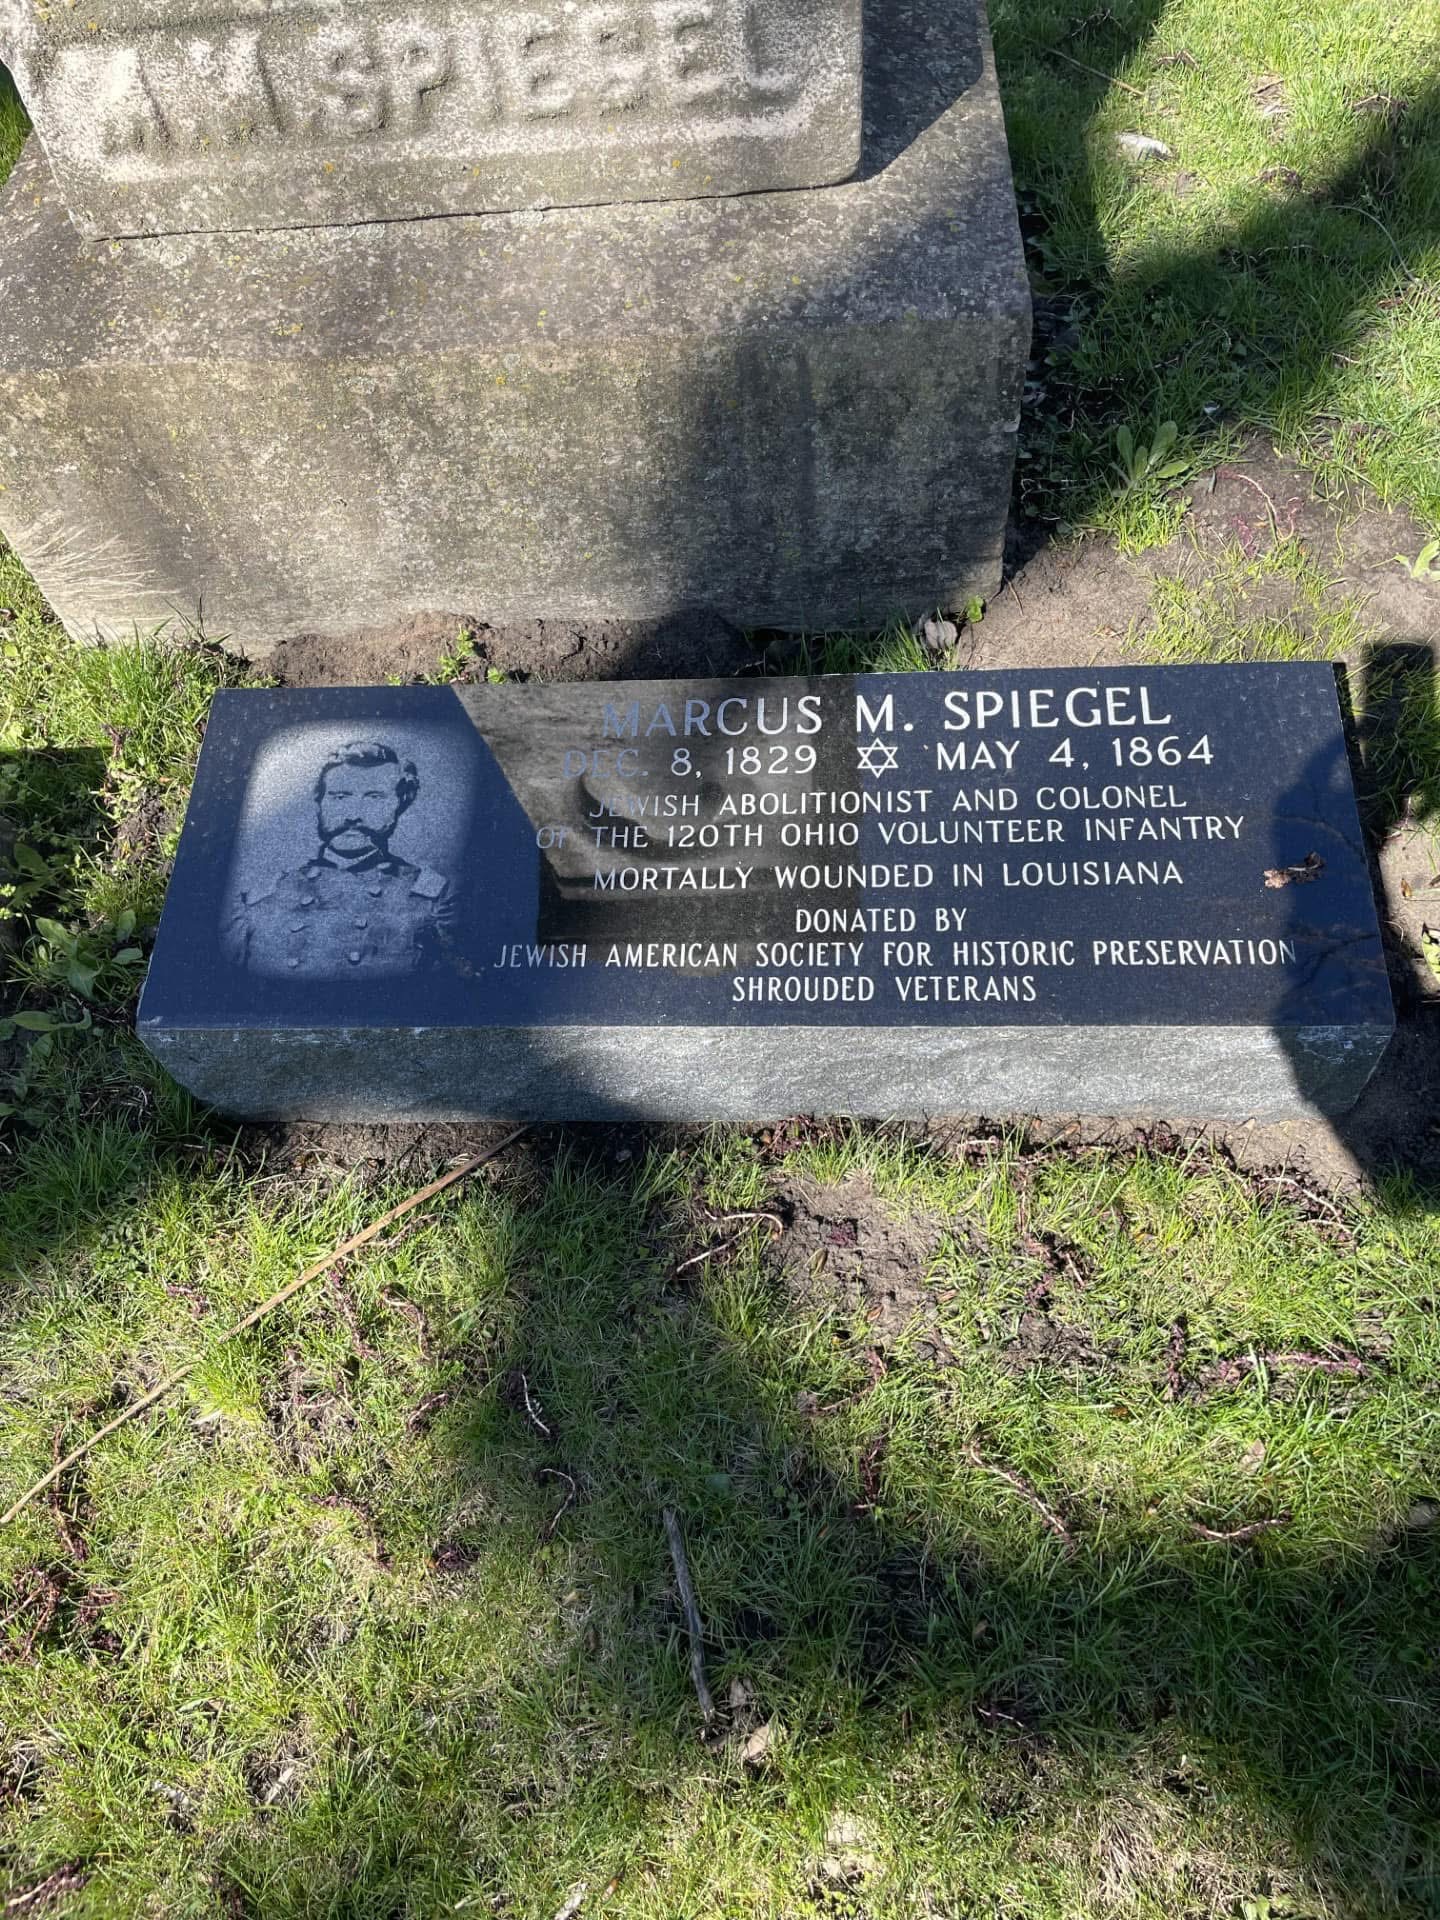 M. SPIEGEL
MARCUS M. SPIEGEL
DEC. 8, 1829 ✡ MAY 4, 1864
JEWISH ABOLITIONIST AND COLONEL
OF THE 120TH OHIO VOLUNTEER INFANTRY
MORTALLY WOUNDED IN LOUISIANA
DONATED BY
JEWISH AMERICAN SOCIETY FOR HISTORIC PRESERVATION
SHROUDED VETERANS